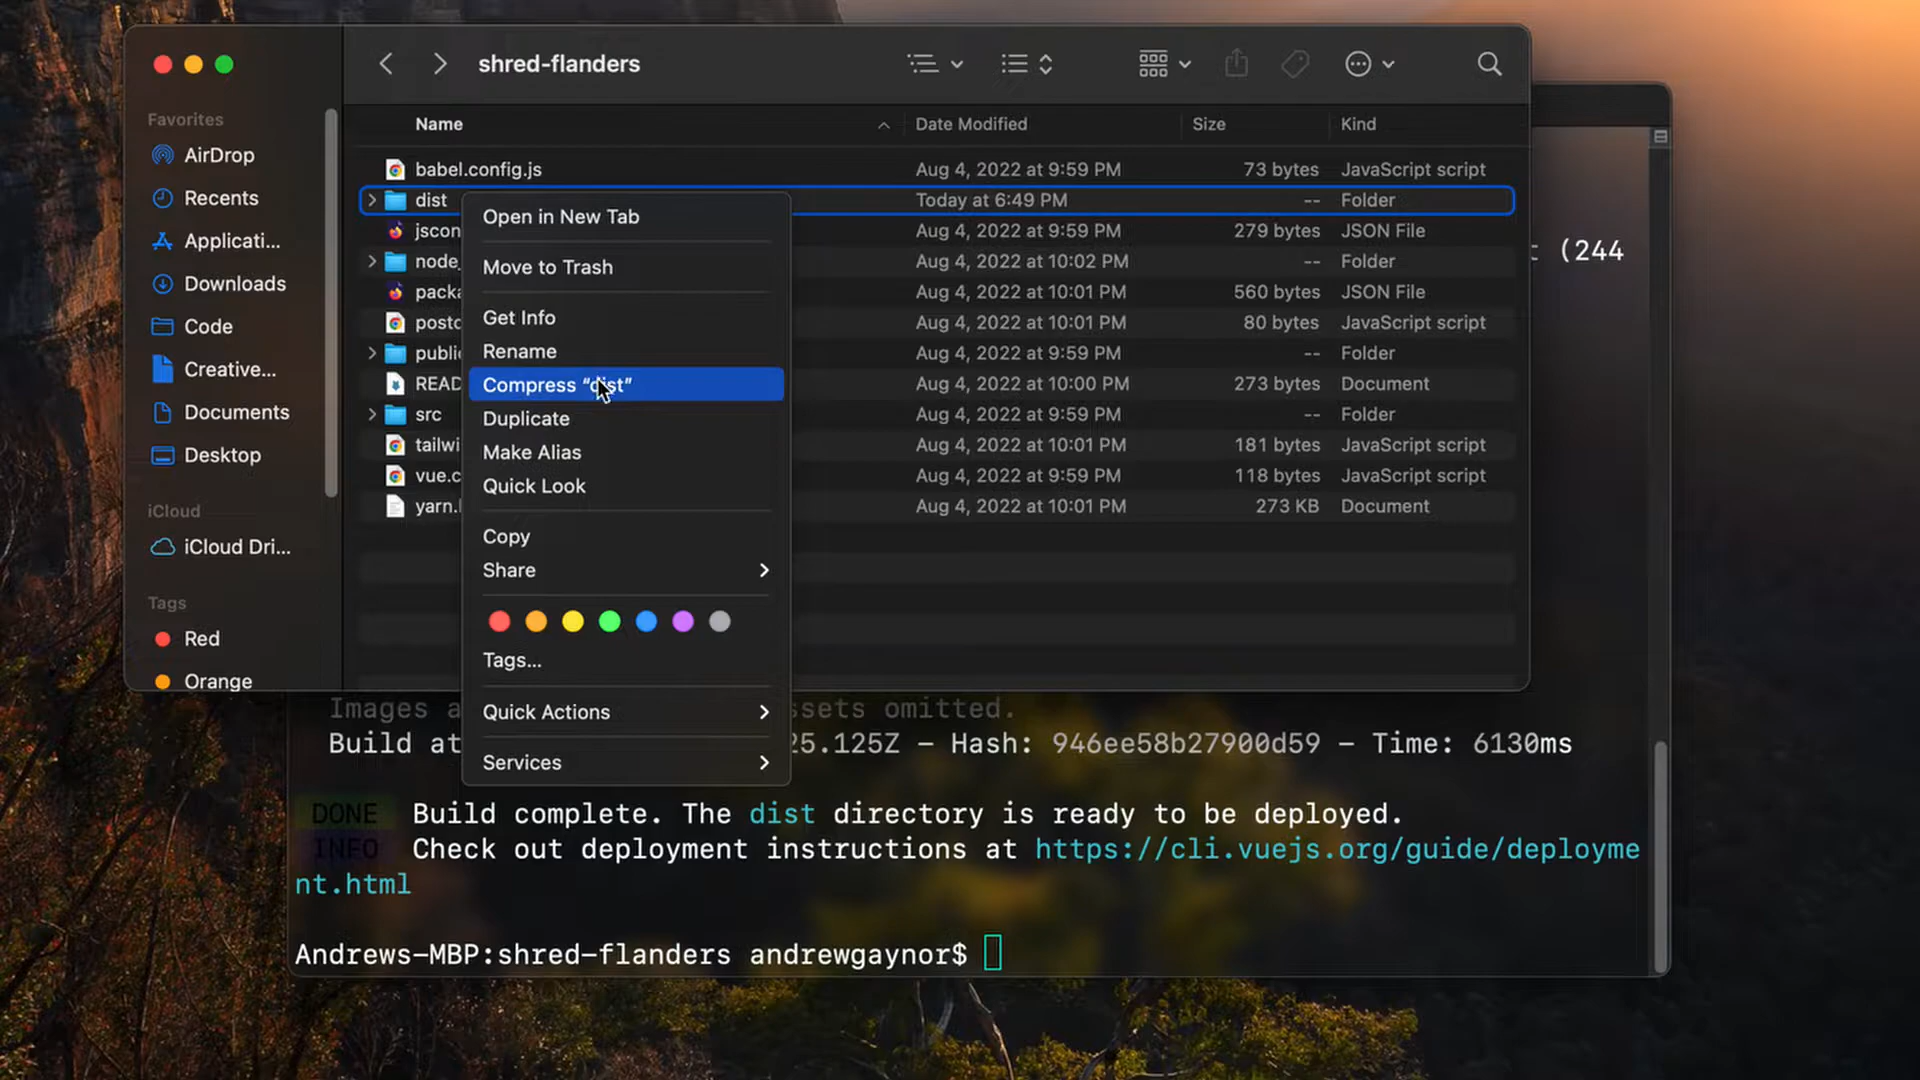 shred-flanders
Favorites
AirDrop
Recents
Applicati...
Downloads
Code
Creative...
Documents
Desktop
iCloud
iCloud Dri...
Tags
Red
Orange
Name Date Modified Size Kind
babel.config.js Aug 4, 2022 at 9:59 PM 73 bytes JavaScript script
dist Today at 6:49 PM -- Folder
jscon Aug 4, 2022 at 9:59 PM 279 bytes JSON File
node_ Aug 4, 2022 at 10:02 PM -- Folder
packa Aug 4, 2022 at 10:01 PM 560 bytes JSON File
postc Aug 4, 2022 at 10:01 PM 80 bytes JavaScript script
public Aug 4, 2022 at 9:59 PM -- Folder
READ Aug 4, 2022 at 10:00 PM 273 bytes Document
src Aug 4, 2022 at 9:59 PM -- Folder
tailwi Aug 4, 2022 at 10:01 PM 181 bytes JavaScript script
vue.c Aug 4, 2022 at 9:59 PM 118 bytes JavaScript script
yarn.l Aug 4, 2022 at 10:01 PM 273 KB Document
Open in New Tab
Move to Trash
Get Info
Rename
Compress “dist”
Duplicate
Make Alias
Quick Look
Copy
Share
Tags...
Quick Actions
Services
(244
Images a ssets omitted.
Build at 25.125Z – Hash: 946ee58b27900d59 – Time: 6130ms
DONE Build complete. The dist directory is ready to be deployed.
INFO Check out deployment instructions at https://cli.vuejs.org/guide/deployme
nt.html
Andrews-MBP:shred-flanders andrewgaynor$